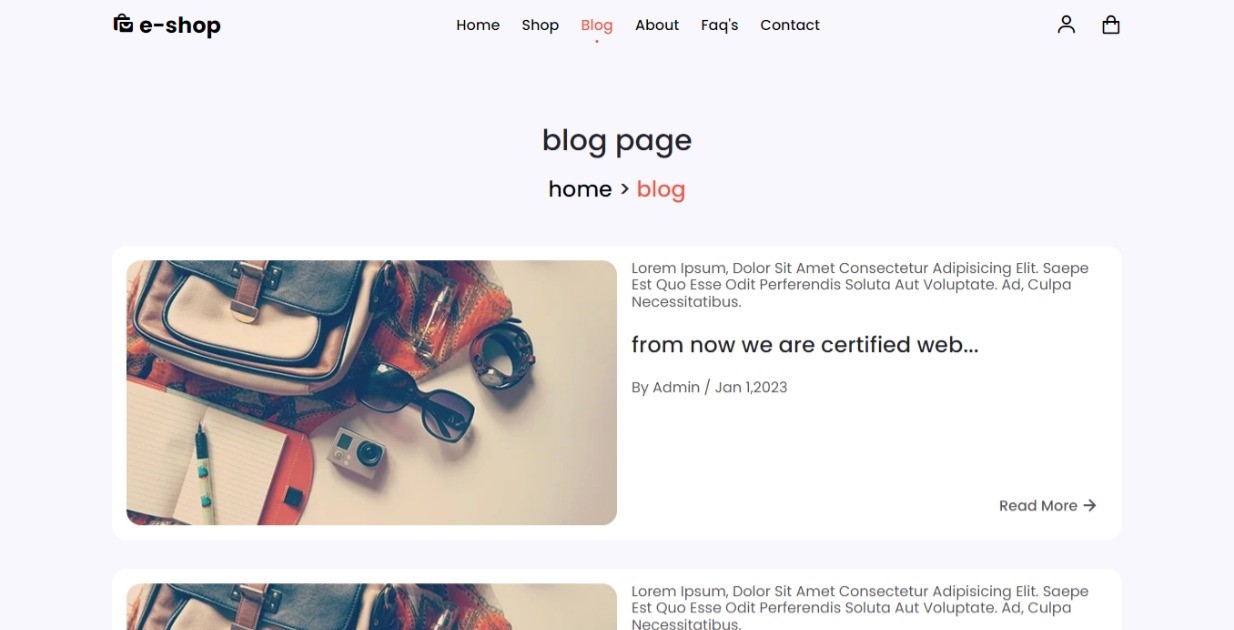 e-shop
Home Shop Blog About Faq's Contact
blog page
home > blog
Lorem Ipsum, Dolor Sit Amet Consectetur Adipisicing Elit. Saepe
Est Quo Esse Odit Perferendis Soluta Aut Voluptate. Ad, Culpa
Necessitatibus.
from now we are certified web...
By Admin / Jan 1,2023
Read More →
Lorem Ipsum, Dolor Sit Amet Consectetur Adipisicing Elit. Saepe
Est Quo Esse Odit Perferendis Soluta Aut Voluptate. Ad, Culpa
Necessitatibus.